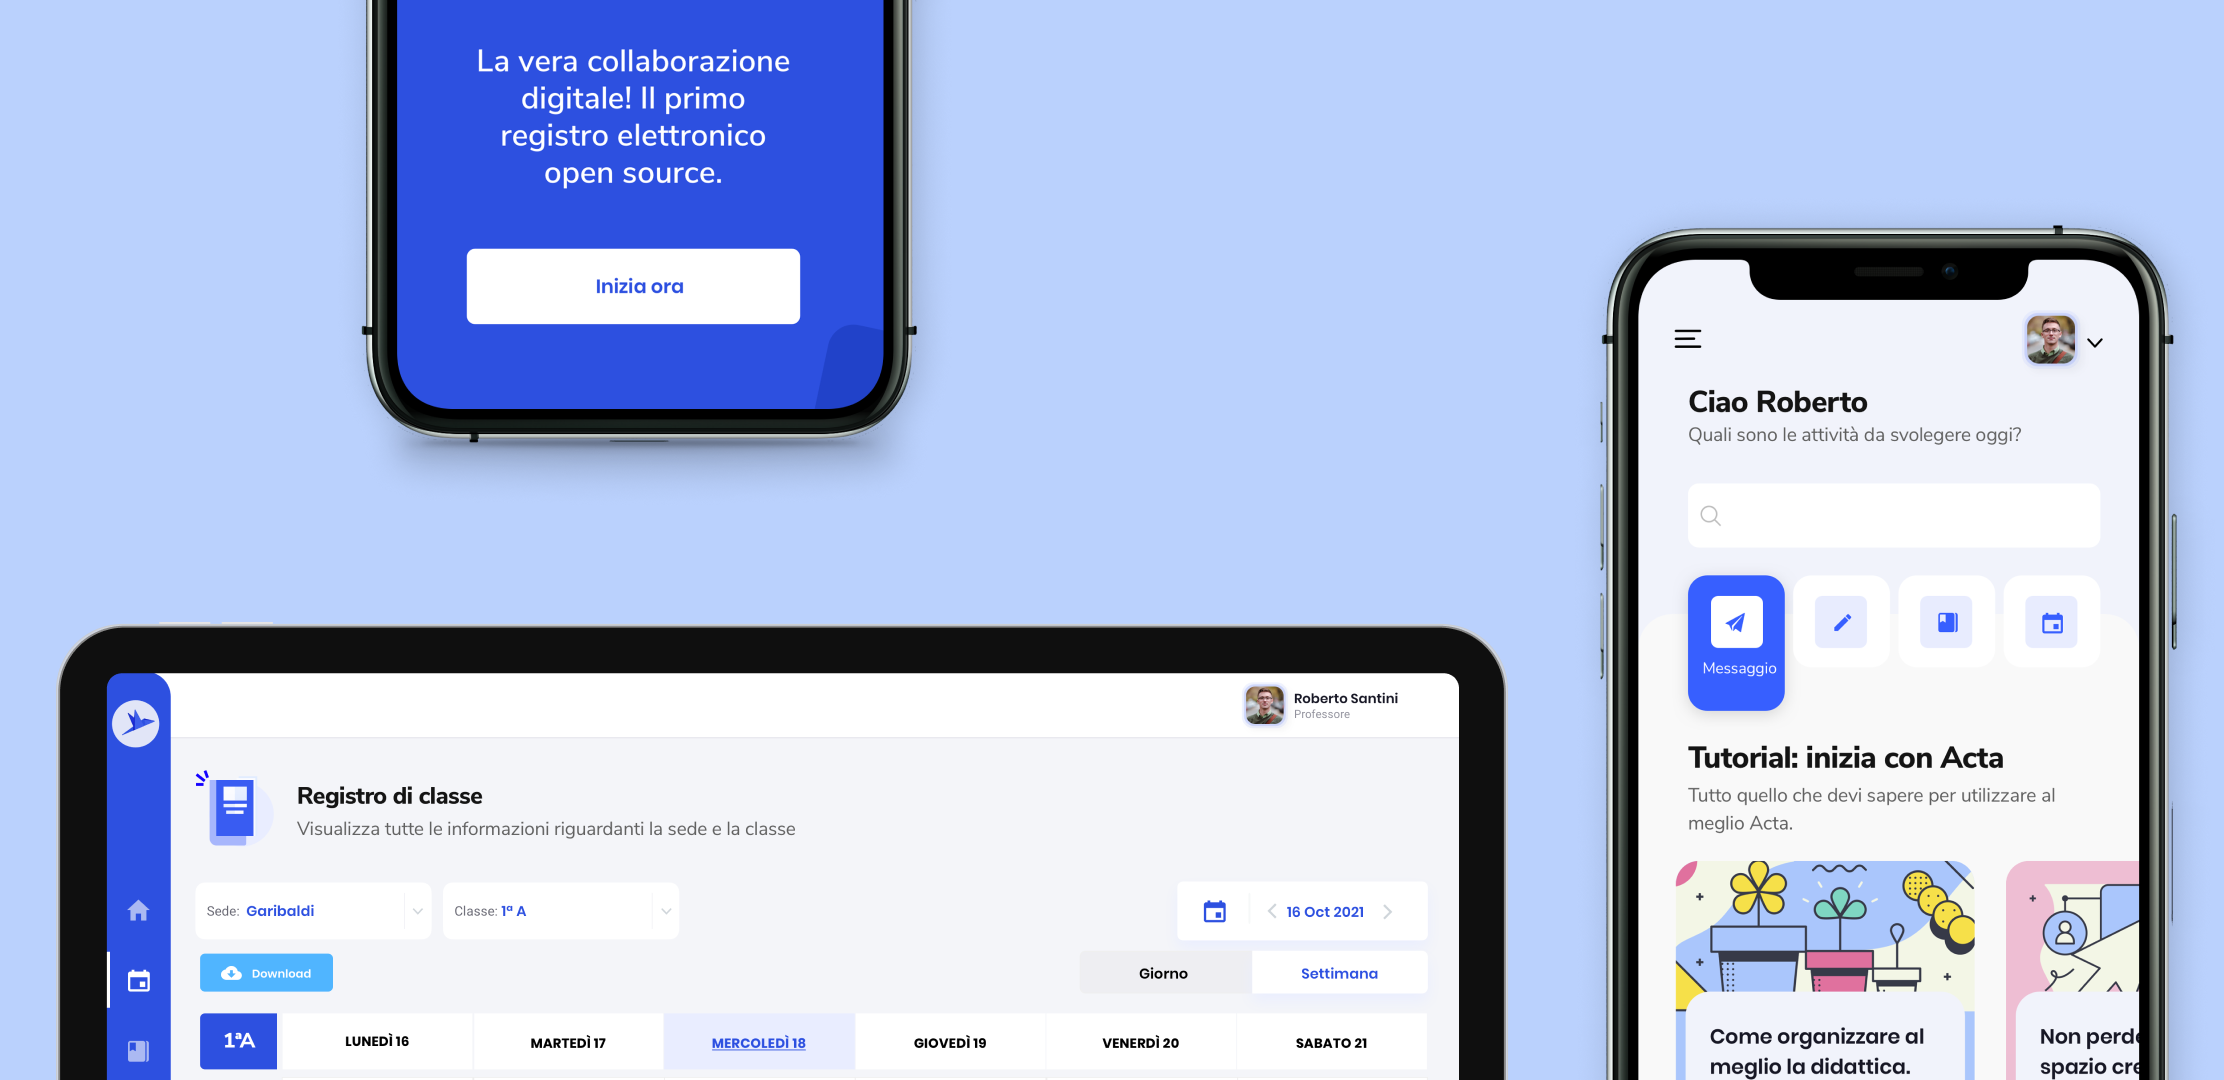 La vera collaborazione
digitale! Il primo
registro elettronico
open source.
Inizia ora
Roberto Santini
Professore
Registro di classe
Visualizza tutte le informazioni riguardanti la sede e la classe
Sede: Garibaldi
Classe: 1ª A
16 Oct 2021
Download
Giorno
Settimana
1ªA
LUNEDÌ 16
MARTEDÌ 17
MERCOLEDÌ 18
GIOVEDÌ 19
VENERDÌ 20
SABATO 21
Ciao Roberto
Quali sono le attività da svolegere oggi?
Messaggio
Tutorial: inizia con Acta
Tutto quello che devi sapere per utilizzare al
meglio Acta.
Come organizzare al
meglio la didattica.
Non perde
spazio cre